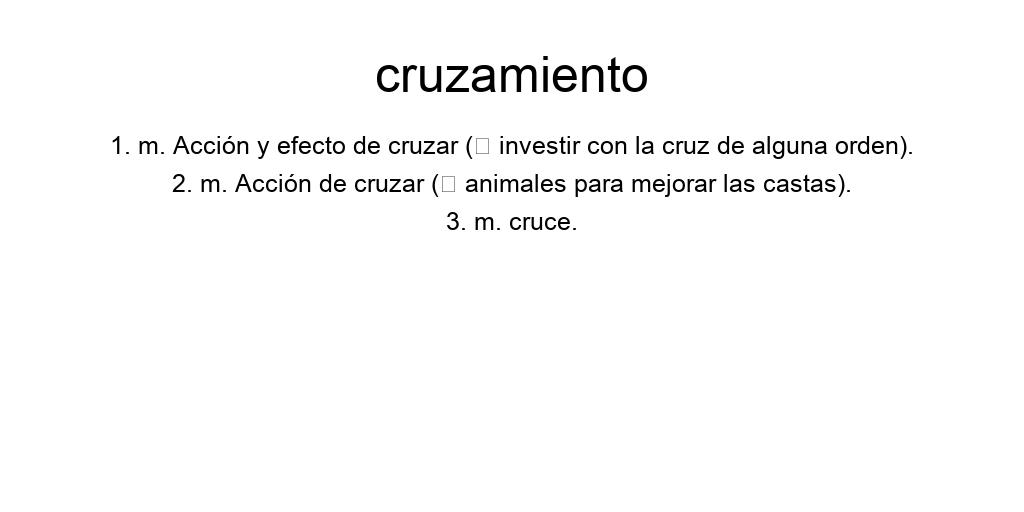 cruzamiento
1. m. Acción y efecto de cruzar (□ investir con la cruz de alguna orden).
2. m. Acción de cruzar (□ animales para mejorar las castas).
3. m. cruce.